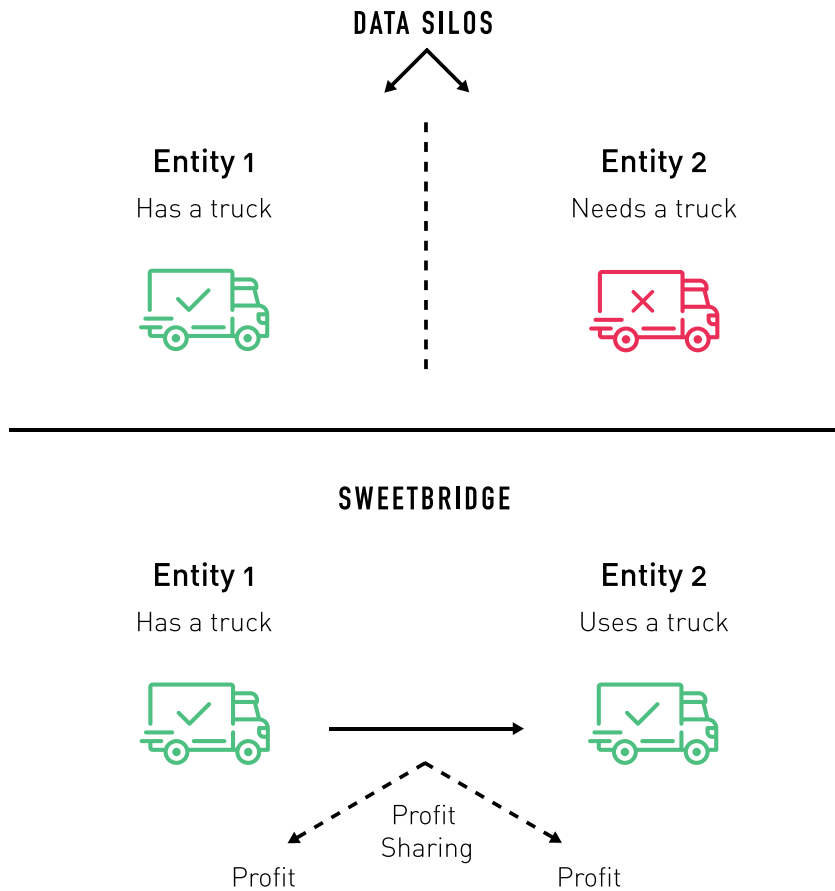 DATA SILOS
Entity 1
Entity 2
Has a truck
Needs a truck
SWEETBRIDGE
Entity 1
Entity 2
Has a truck
Uses a truck
Profit
Sharing
Profit
Profit